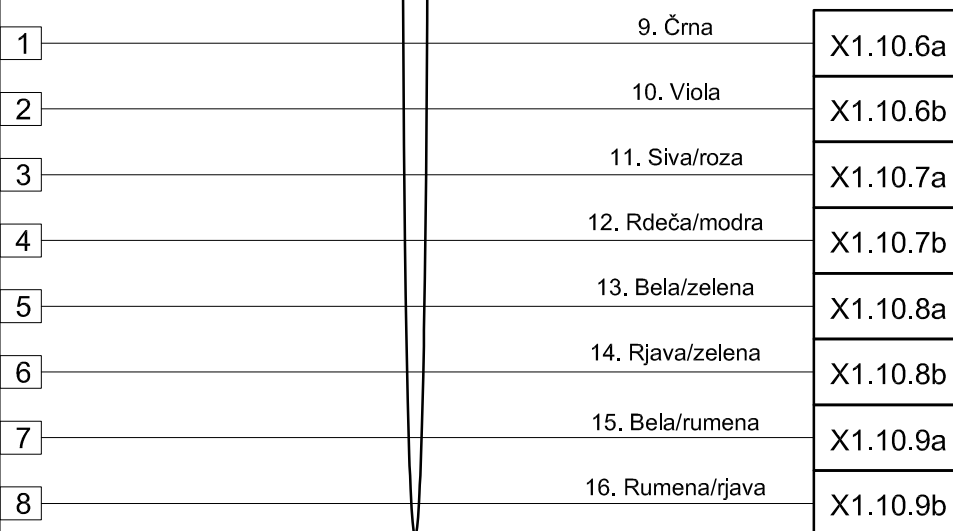 1 9. Črna X1.10.6a
2 10. Viola X1.10.6b
3 11. Siva/roza X1.10.7a
4 12. Rdeča/modra X1.10.7b
5 13. Bela/zelena X1.10.8a
6 14. Rjava/zelena X1.10.8b
7 15. Bela/rumena X1.10.9a
8 16. Rumena/rjava X1.10.9b